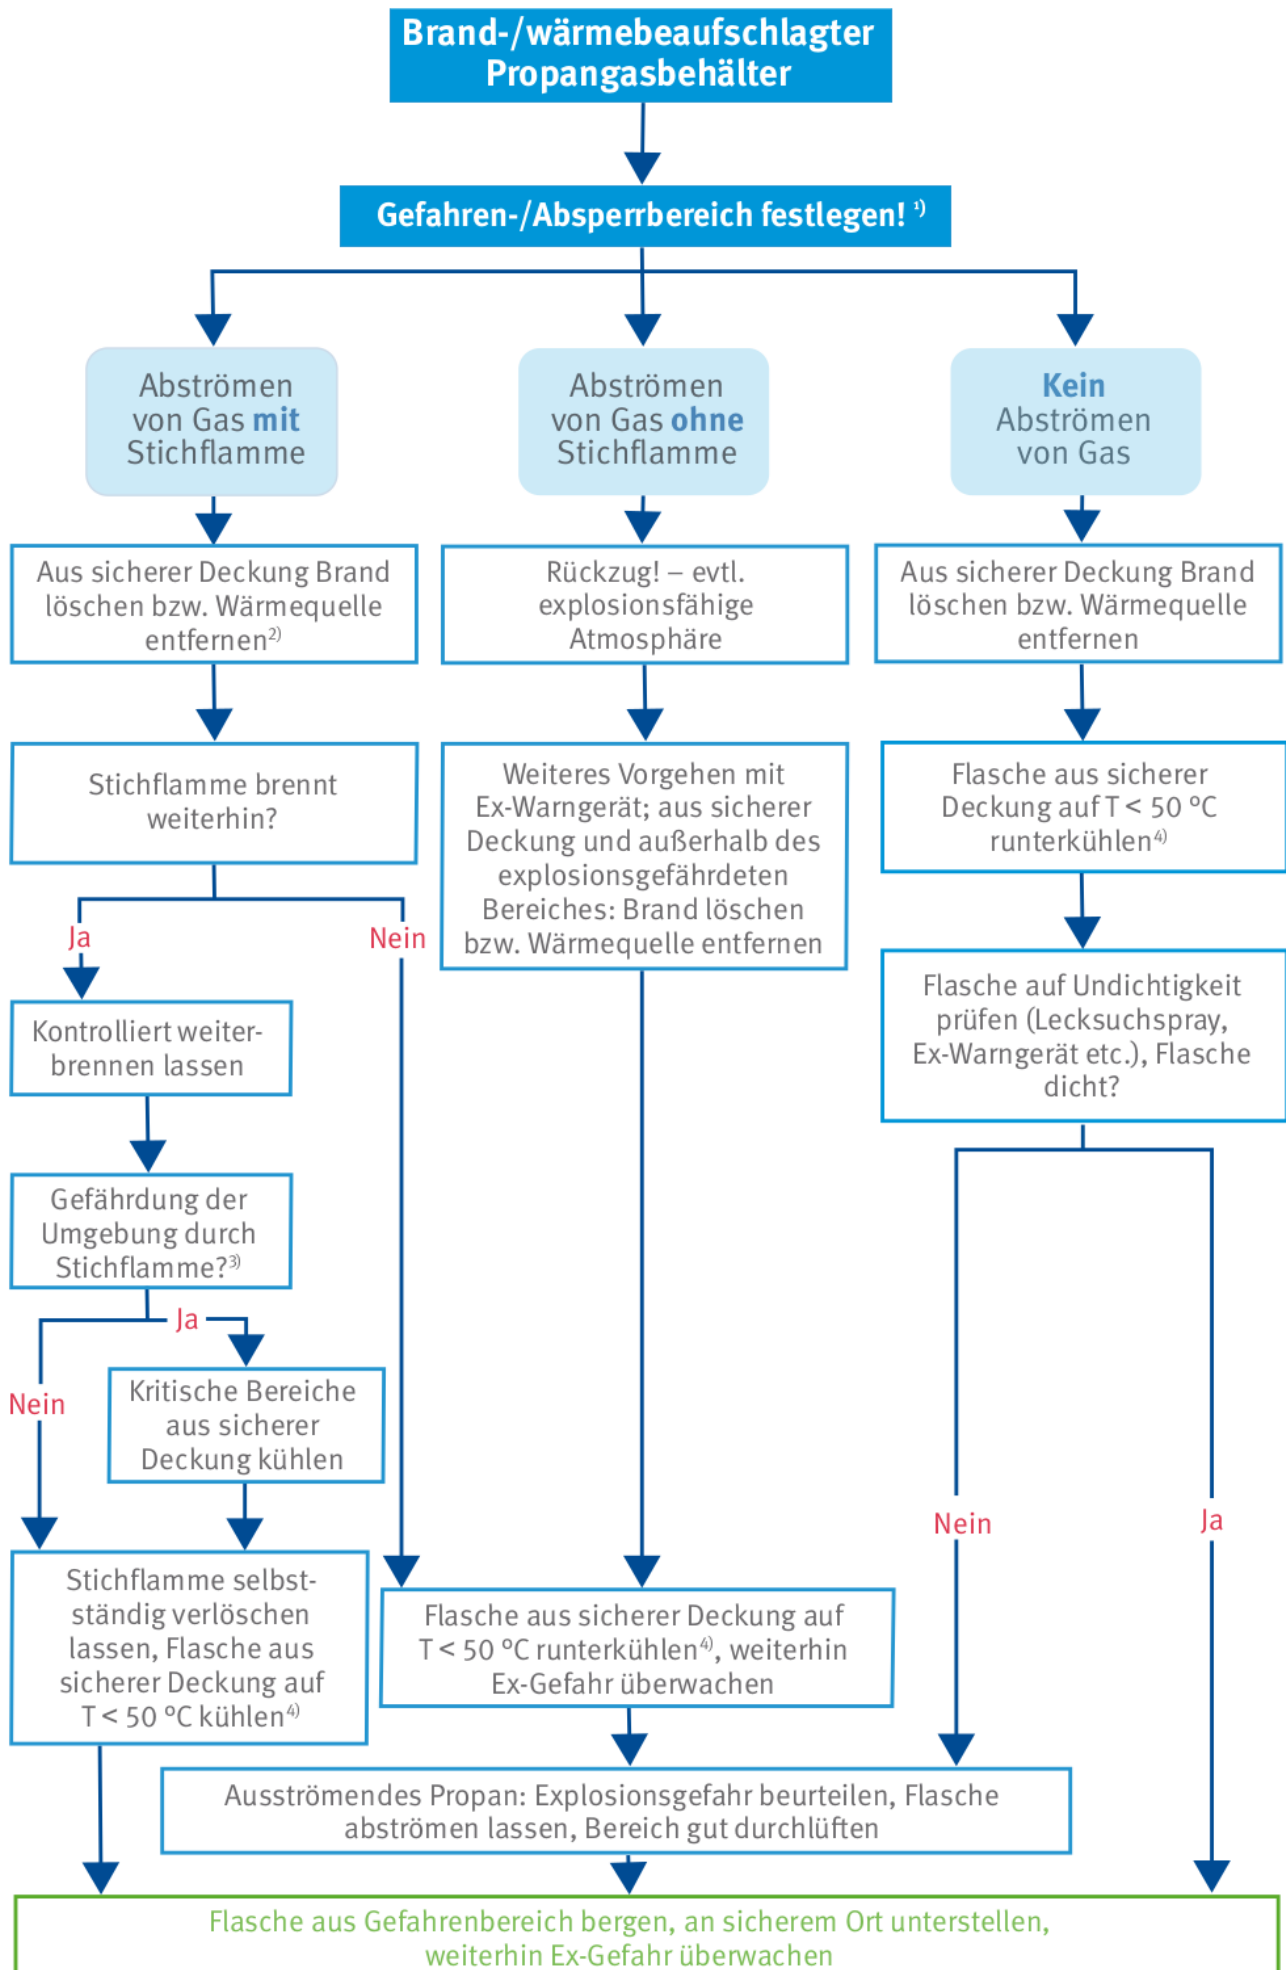 Brand-/wärmebeaufschlagter
Propangasbehälter
Gefahren-/Absperrbereich festlegen! ¹⁾
Abströmen
von Gas mit
Stichflamme
Abströmen
von Gas ohne
Stichflamme
Kein
Abströmen
von Gas
Aus sicherer Deckung Brand
löschen bzw. Wärmequelle
entfernen²⁾
Rückzug! – evtl.
explosionsfähige
Atmosphäre
Aus sicherer Deckung Brand
löschen bzw. Wärmequelle
entfernen
Stichflamme brennt
weiterhin?
Weiteres Vorgehen mit
Ex-Warngerät; aus sicherer
Deckung und außerhalb des
explosionsgefährdeten
Bereiches: Brand löschen
bzw. Wärmequelle entfernen
Flasche aus sicherer
Deckung auf T < 50 °C
runterkühlen⁴⁾
Ja
Nein
Flasche auf Undichtigkeit
prüfen (Lecksuchspray,
Ex-Warngerät etc.), Flasche
dicht?
Kontrolliert weiter-
brennen lassen
Gefährdung der
Umgebung durch
Stichflamme?³⁾
Ja
Nein
Kritische Bereiche
aus sicherer
Deckung kühlen
Nein
Ja
Stichflamme selbst-
ständig verlöschen
lassen, Flasche aus
sicherer Deckung auf
T < 50 °C kühlen⁴⁾
Flasche aus sicherer Deckung auf
T < 50 °C runterkühlen⁴⁾, weiterhin
Ex-Gefahr überwachen
Ausströmendes Propan: Explosionsgefahr beurteilen, Flasche
abströmen lassen, Bereich gut durchlüften
Flasche aus Gefahrenbereich bergen, an sicherem Ort unterstellen,
weiterhin Ex-Gefahr überwachen